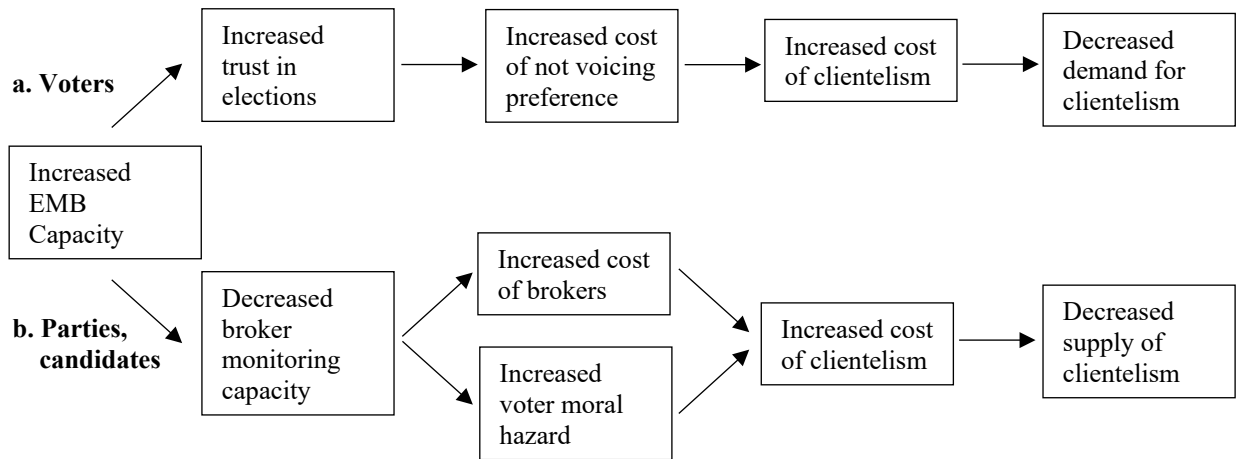 a. Voters
Increased
trust in
elections
Increased cost
of not voicing
preference
Increased cost
of clientelism
Decreased
demand for
clientelism
Increased
EMB
Capacity
b. Parties,
candidates
Decreased
broker
monitoring
capacity
Increased cost
of brokers
Increased
voter moral
hazard
Increased cost
of clientelism
Decreased
supply of
clientelism